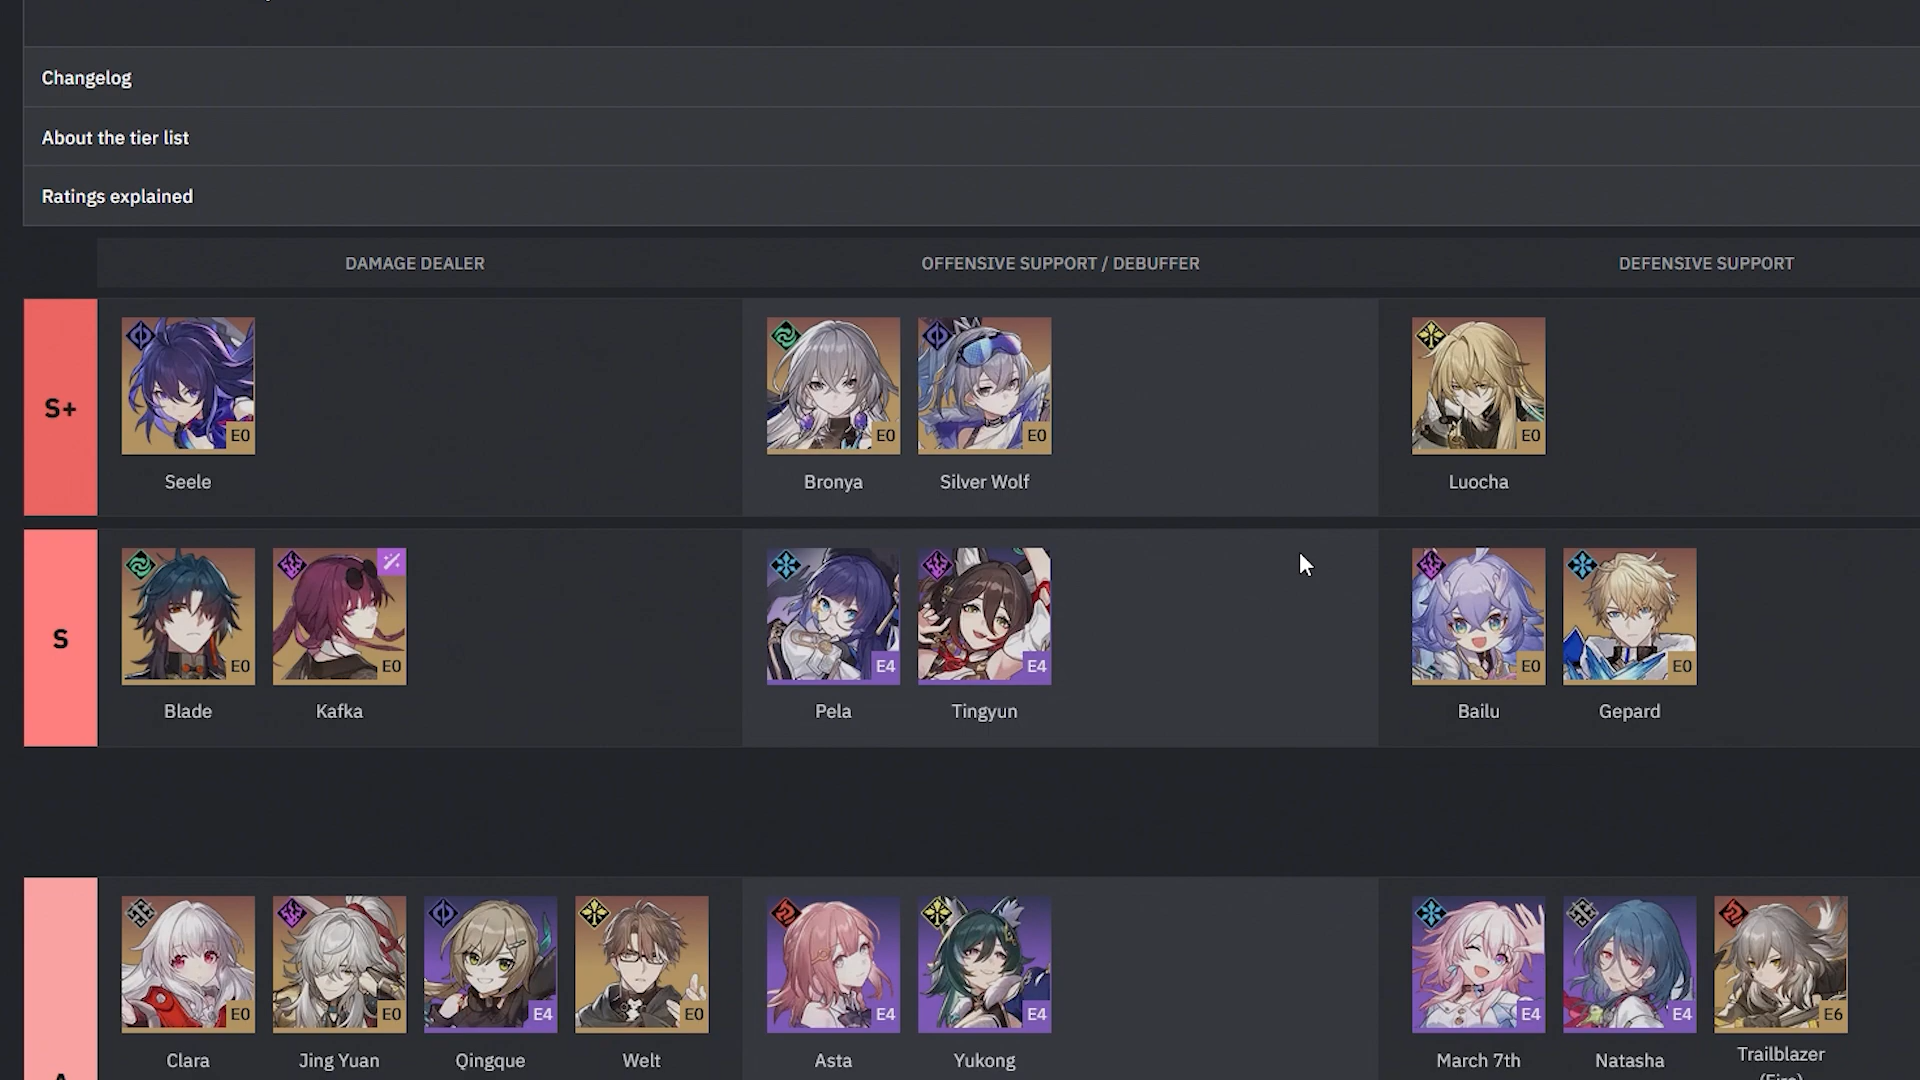 Changelog
About the tier list
Ratings explained
DAMAGE DEALER
OFFENSIVE SUPPORT / DEBUFFER
DEFENSIVE SUPPORT
S+
E0
E0
E0
E0
Seele
Bronya
Silver Wolf
Luocha
S
E0
E0
E4
E4
E0
E0
Blade
Kafka
Pela
Tingyun
Bailu
Gepard
E0
E0
E4
E0
E4
E4
E4
E4
E6
Clara
Jing Yuan
Qingque
Welt
Asta
Yukong
March 7th
Natasha
Trailblazer